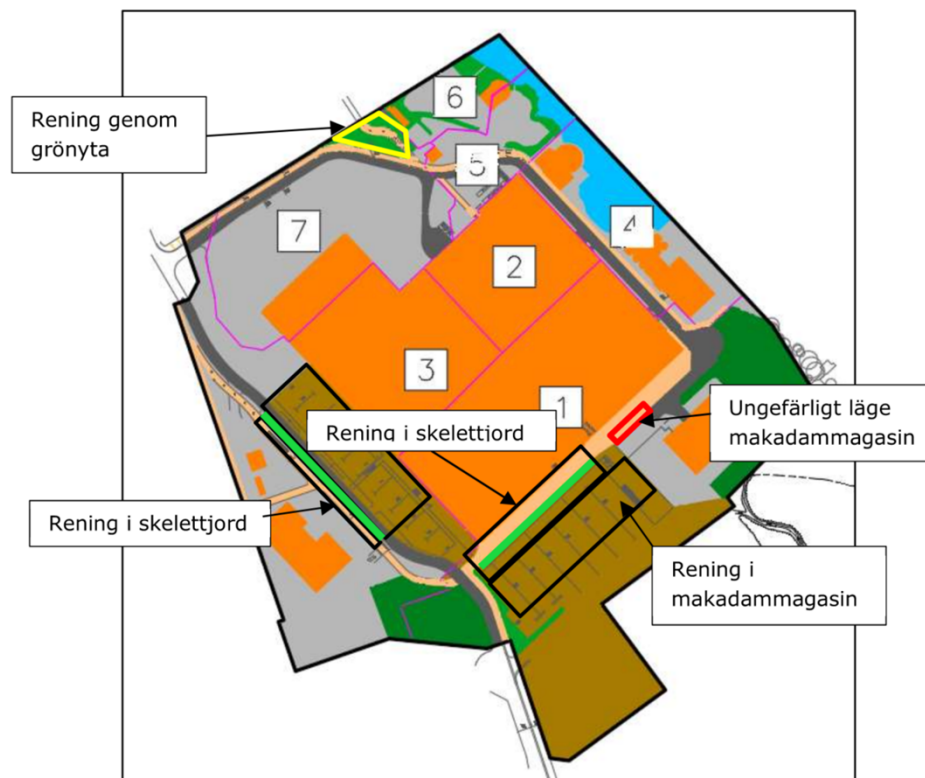 6
Rening genom
grönyta
5
7
4
2
3
1
Rening i skelettjord
Ungefärligt läge
makadammagasin
Rening i skelettjord
Rening i
makadammagasin